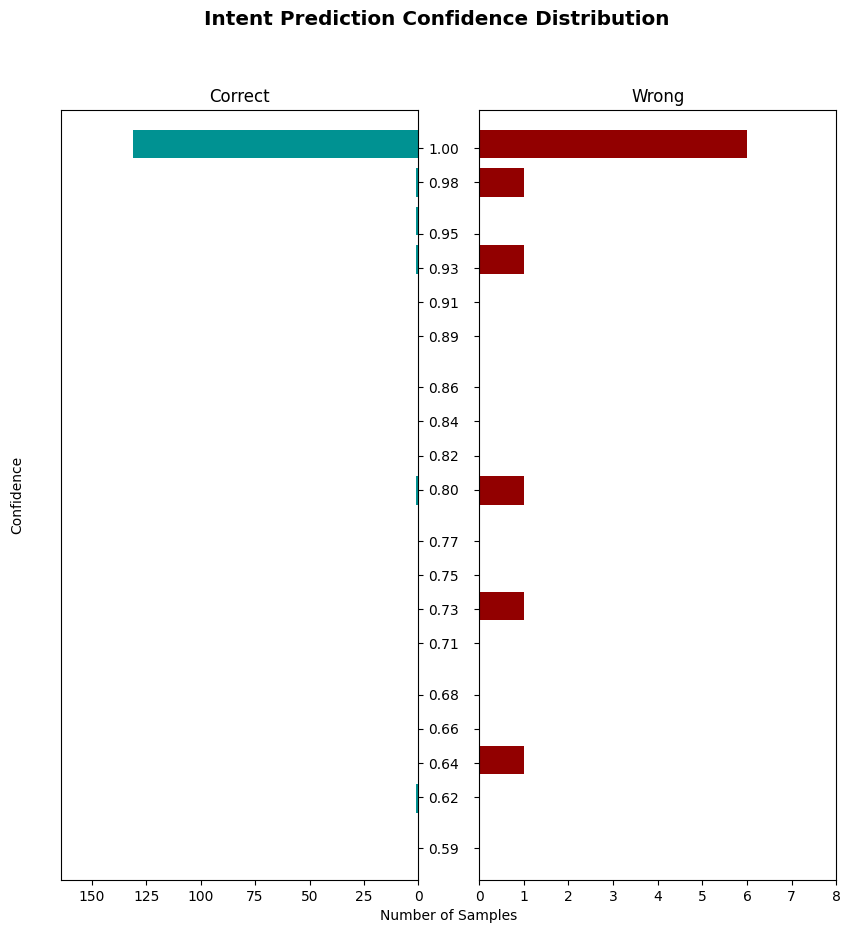 Intent Prediction Confidence Distribution
Correct
Wrong
1.00
0.98
0.95
0.93
0.91
0.89
0.86
0.84
0.82
0.80
0.77
0.75
0.73
0.71
0.68
0.66
0.64
0.62
0.59
Confidence
150 125 100 75 50 25 0
0 1 2 3 4 5 6 7 8
Number of Samples